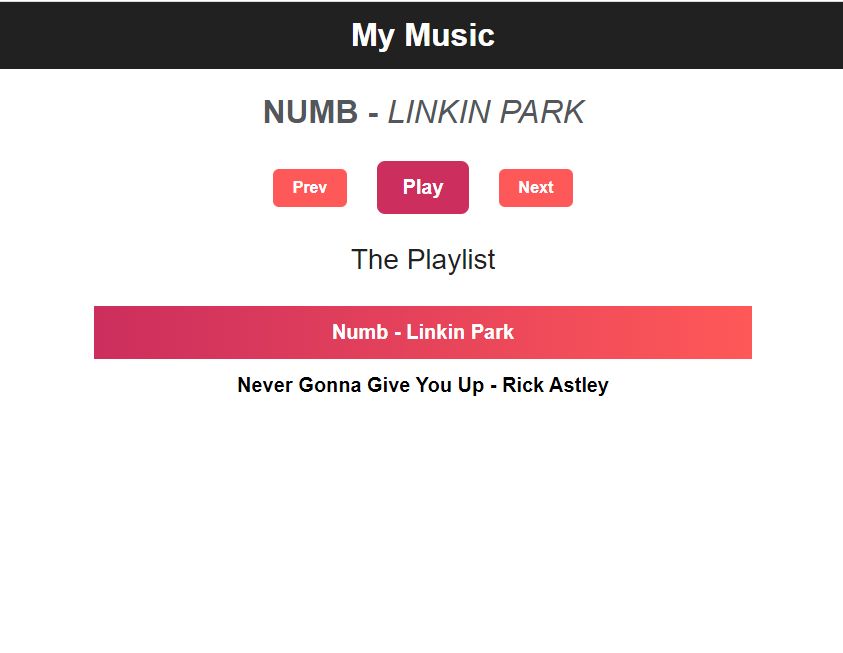 My Music
NUMB - LINKIN PARK
Prev Play Next
The Playlist
Numb - Linkin Park
Never Gonna Give You Up - Rick Astley